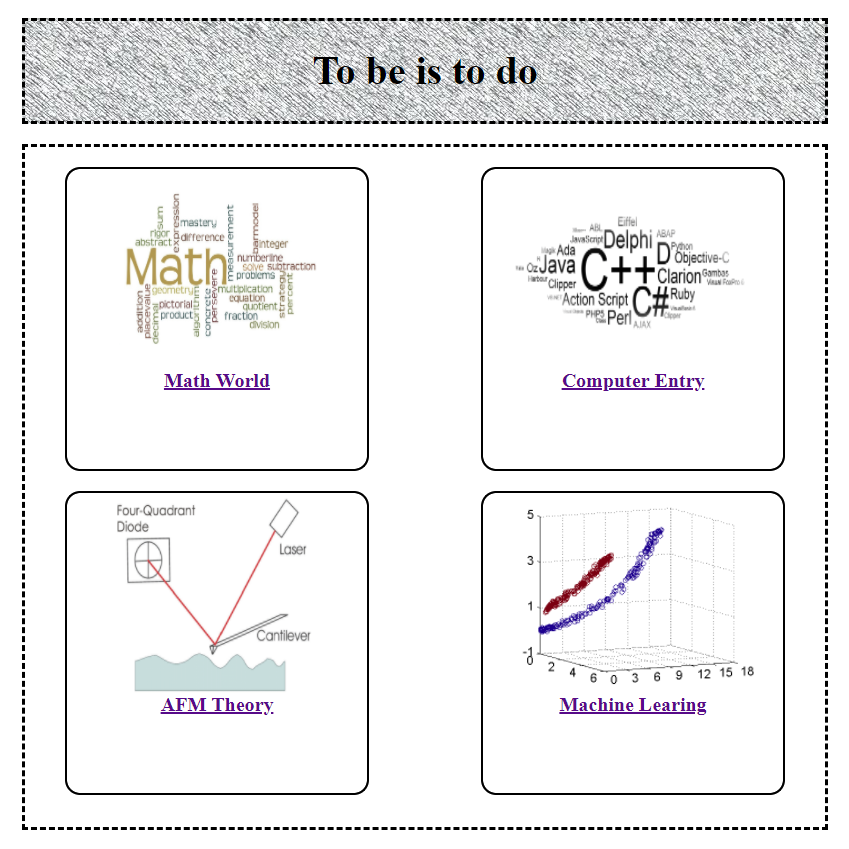 To be is to do
sum
expression
mastery
rigor
difference
abstract
measurement
barmodel
integer
Math
numberline
solve subtraction
problems
geometry
multiplication
strategy
percent
addition
placevalue
decimal
pictorial
product
algorithm
concrete
persevere
equation
quotient
fraction
division
Math World
Eiffel
ABL
ABAP
JavaScript
Delphi
Ada
D
Python
Objective-C
Oz
Java
C++
Clarion
Gambas
Harbour
Clipper
Visual FoxPro
Action Script
C#
Ruby
PHP5
Perl
AJAX
Clipper
Computer Entry
Four-Quadrant
Diode
Laser
Cantilever
AFM Theory
5
3
1
-1
0
2
4
6
0 3 6 9 12 15 18
Machine Learing